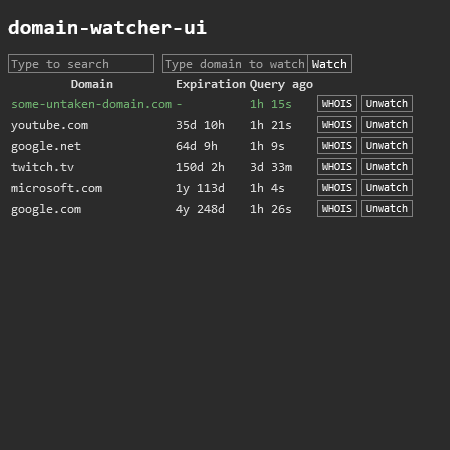 domain-watcher-ui
Type to search Type domain to watch Watch
Domain Expiration Query ago
some-untaken-domain.com - 1h 15s WHOIS Unwatch
youtube.com 35d 10h 1h 21s WHOIS Unwatch
google.net 64d 9h 1h 9s WHOIS Unwatch
twitch.tv 150d 2h 3d 33m WHOIS Unwatch
microsoft.com 1y 113d 1h 4s WHOIS Unwatch
google.com 4y 248d 1h 26s WHOIS Unwatch